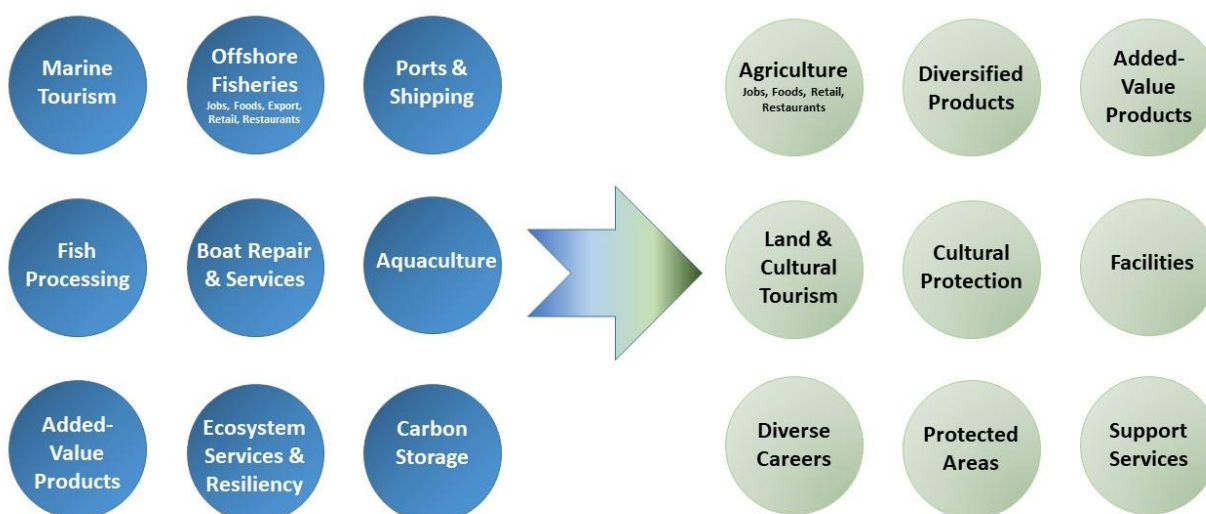 Marine
Tourism
Offshore
Fisheries
Jobs, Foods, Export,
Retail, Restaurants
Ports &
Shipping
Agriculture
Jobs, Foods, Retail,
Restaurants
Diversified
Products
Added-
Value
Products
Fish
Processing
Boat Repair
& Services
Aquaculture
Land &
Cultural
Tourism
Cultural
Protection
Facilities
Added-
Value
Products
Ecosystem
Services &
Resiliency
Carbon
Storage
Diverse
Careers
Protected
Areas
Support
Services